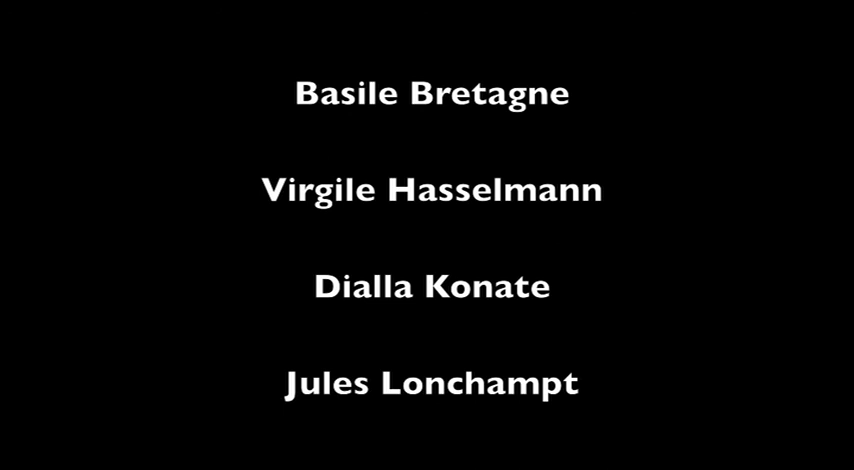 Basile Bretagne
Virgile Hasselmann
Dialla Konate
Jules Lonchampt